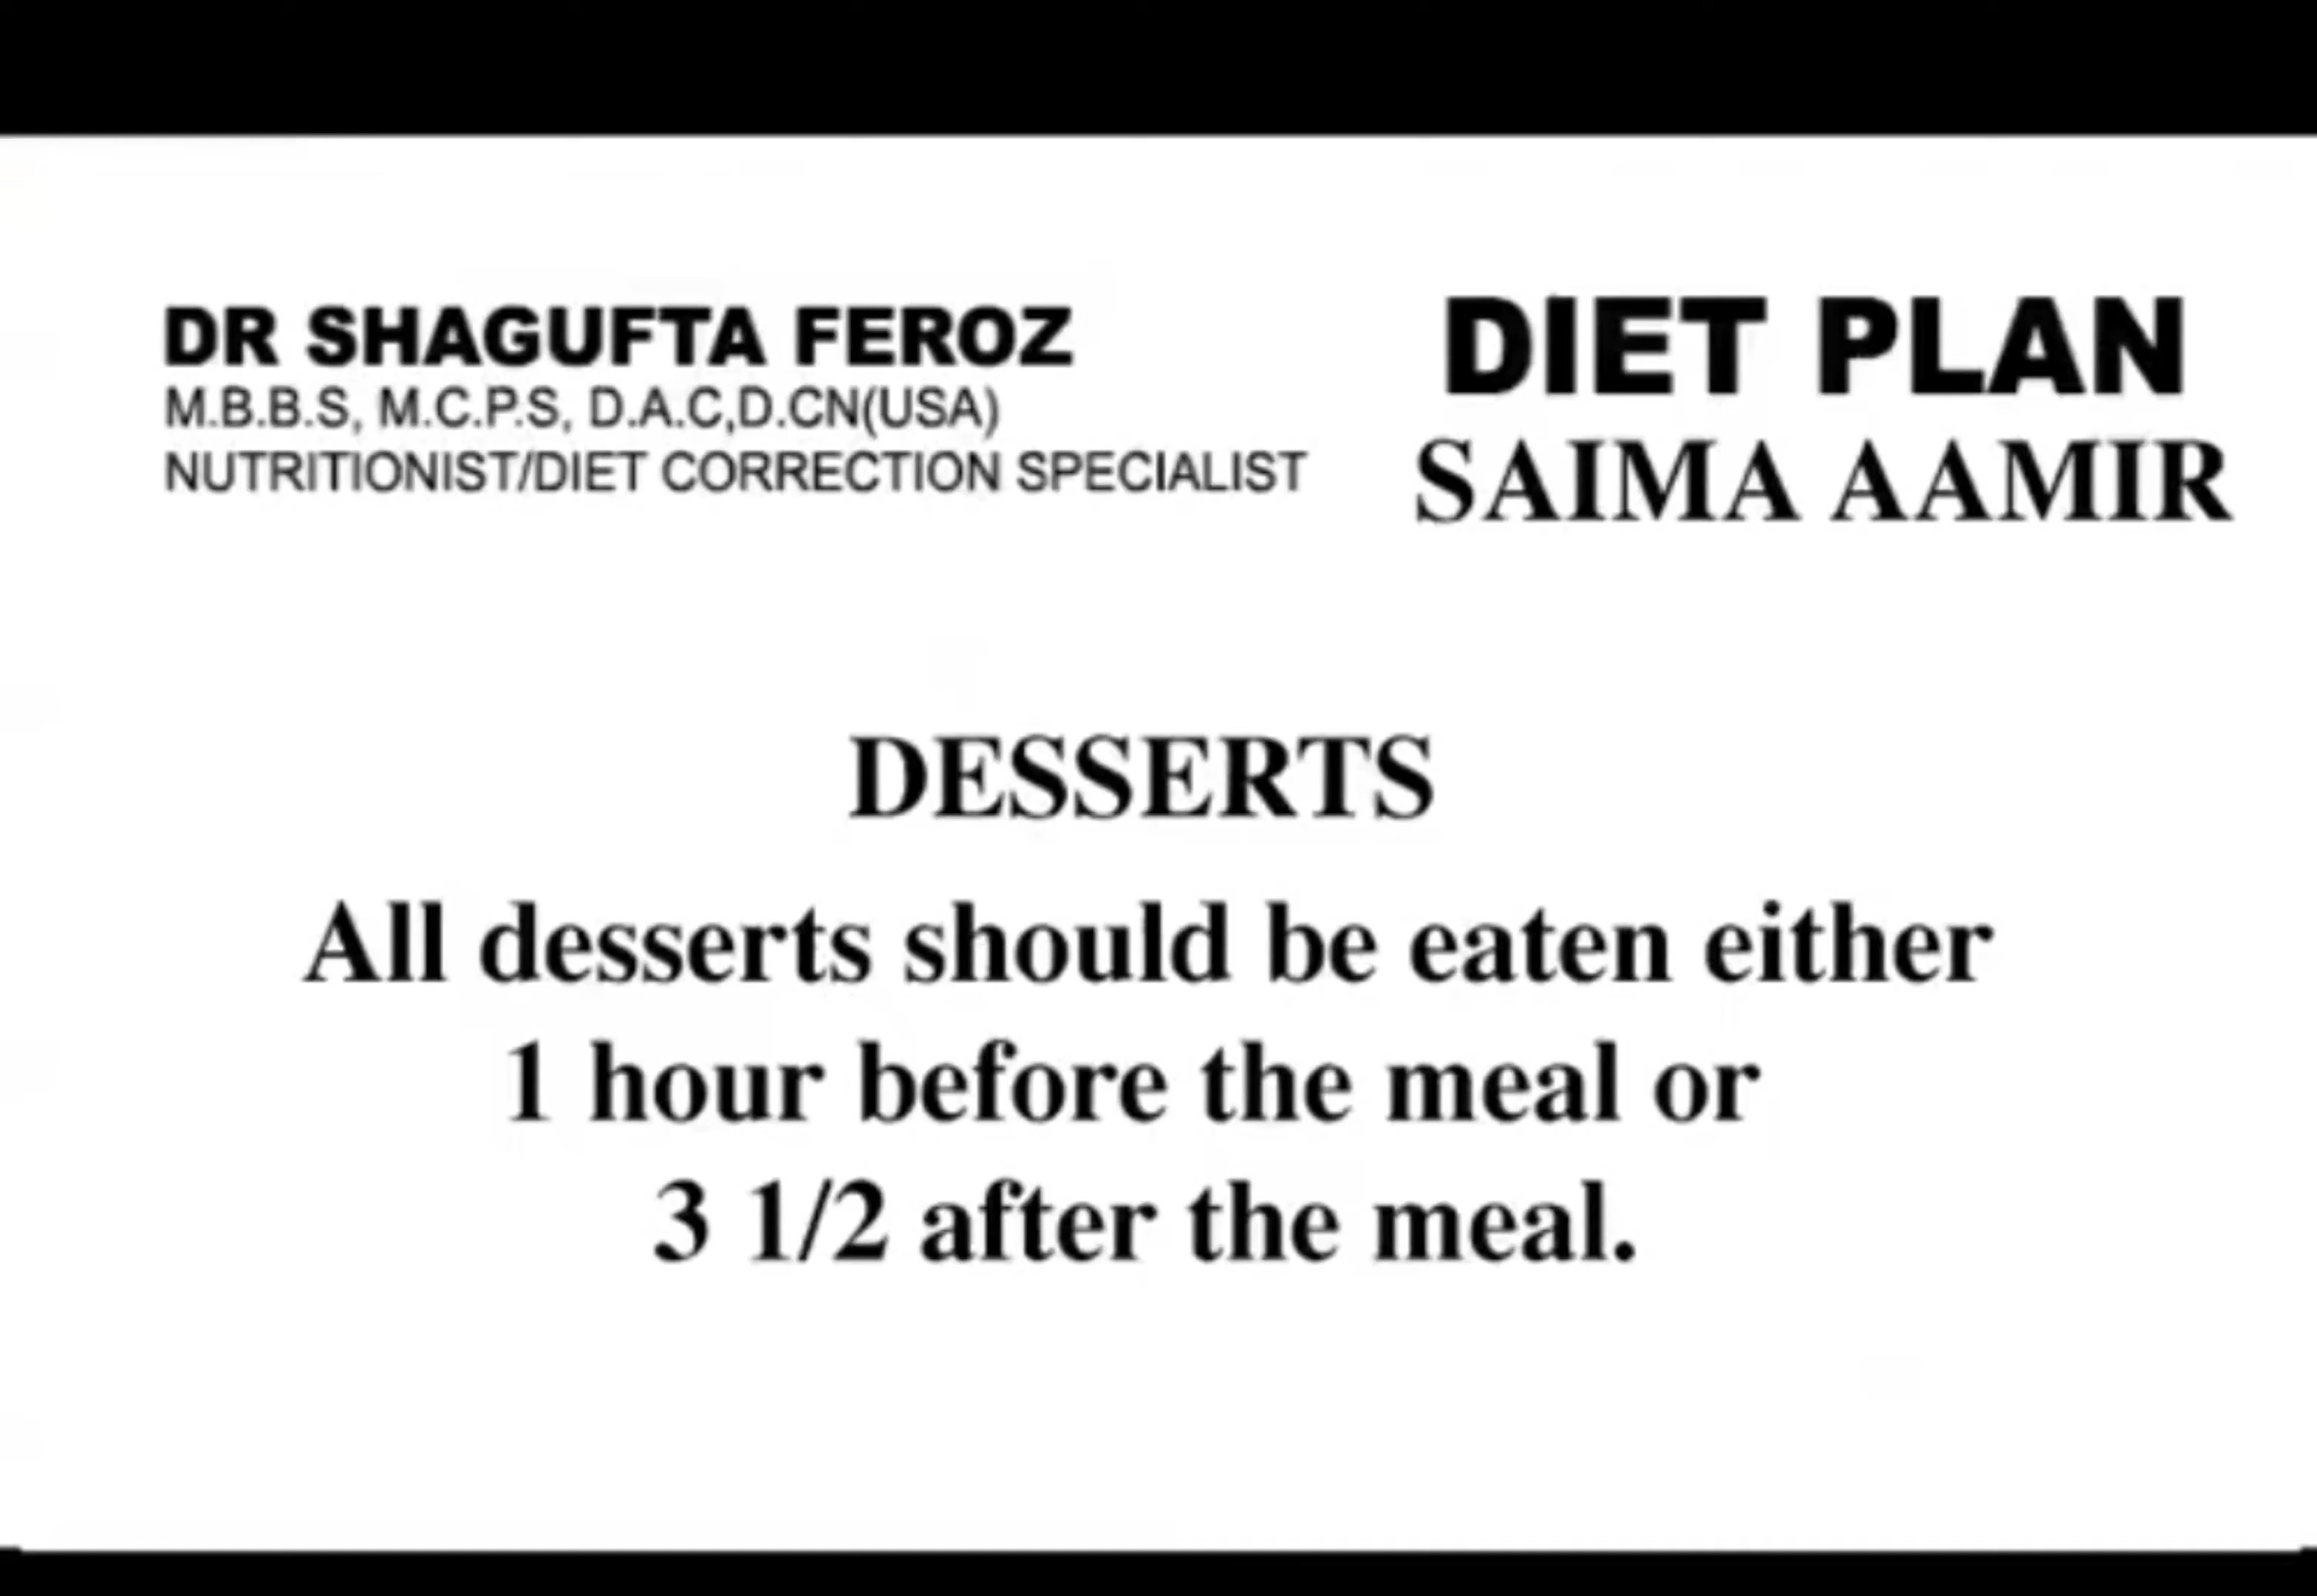 DR SHAGUFTA FEROZ
M.B.B.S, M.C.P.S, D.A.C,D.CN(USA)
NUTRITIONIST/DIET CORRECTION SPECIALIST
DIET PLAN
SAIMA AAMIR
DESSERTS
All desserts should be eaten either
1 hour before the meal or
3 1/2 after the meal.